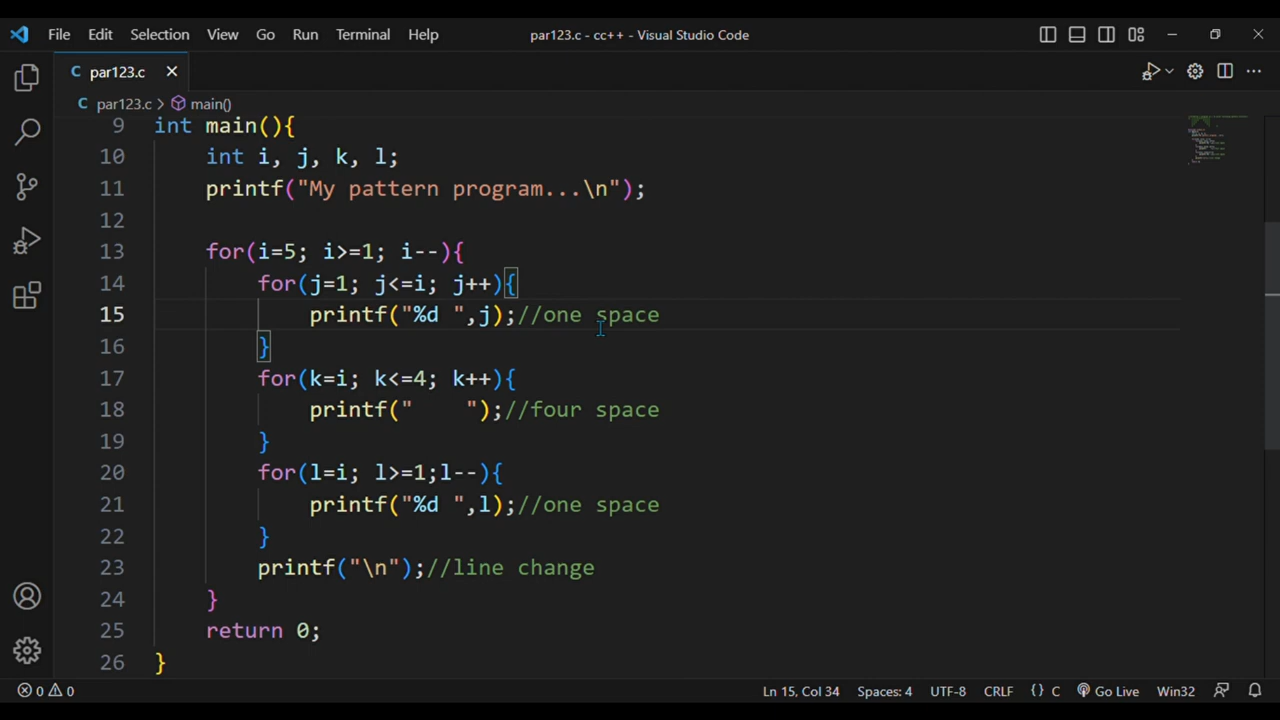 File Edit Selection View Go Run Terminal Help par123.c - cc++ - Visual Studio Code
C par123.c
C par123.c > main()
9 int main(){
10 int i, j, k, l;
11 printf("My pattern program...\n");
12
13 for(i=5; i>=1; i--){
14 for(j=1; j<=i; j++){
15 printf("%d ",j);//one space
16 }
17 for(k=i; k<=4; k++){
18 printf("    ");//four space
19 }
20 for(l=i; l>=1;l--){
21 printf("%d ",l);//one space
22 }
23 printf("\n");//line change
24 }
25 return 0;
26 }
0 0 Ln 15, Col 34 Spaces: 4 UTF-8 CRLF {} C Go Live Win32